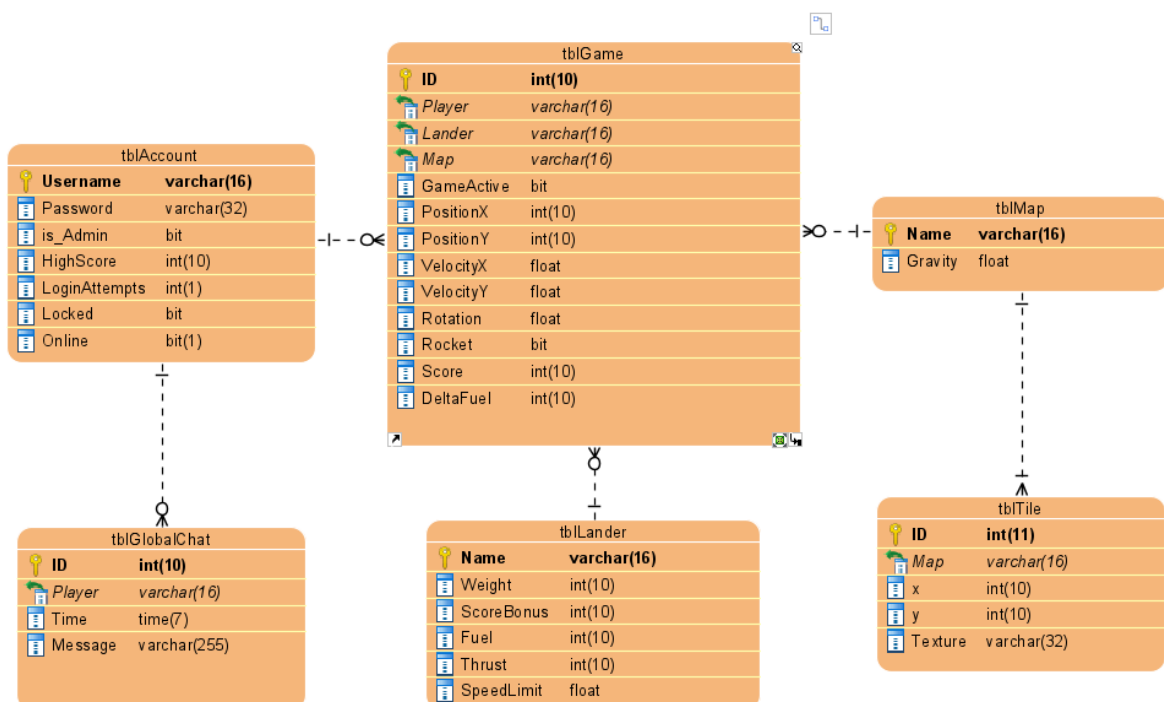 tblGame
ID int(10)
Player varchar(16)
Lander varchar(16)
Map varchar(16)
GameActive bit
PositionX int(10)
PositionY int(10)
VelocityX float
VelocityY float
Rotation float
Rocket bit
Score int(10)
DeltaFuel int(10)
tblAccount
Username varchar(16)
Password varchar(32)
is_Admin bit
HighScore int(10)
LoginAttempts int(1)
Locked bit
Online bit(1)
tblMap
Name varchar(16)
Gravity float
tblGlobalChat
ID int(10)
Player varchar(16)
Time time(7)
Message varchar(255)
tblLander
Name varchar(16)
Weight int(10)
ScoreBonus int(10)
Fuel int(10)
Thrust int(10)
SpeedLimit float
tblTile
ID int(11)
Map varchar(16)
x int(10)
y int(10)
Texture varchar(32)